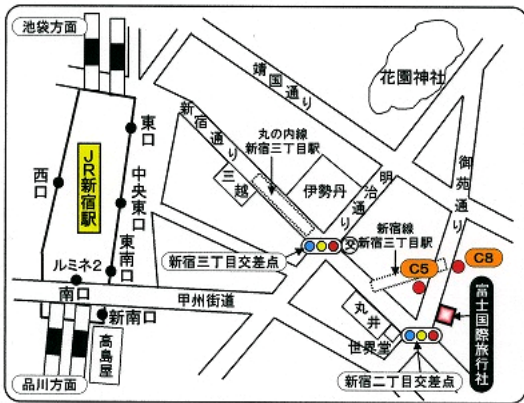 池袋方面
花園神社
靖国通り
新宿通り
丸の内線
新宿三丁目駅
御苑通り
東口
西口
JR新宿駅
中央東口
三越
伊勢丹
明治通り
交
新宿線
新宿三丁目駅
C5
C8
新宿三丁目交差点
東南口
ルミネ2
南口
甲州街道
新南口
高島屋
丸井
世界堂
富士国際旅行社
品川方面
新宿二丁目交差点